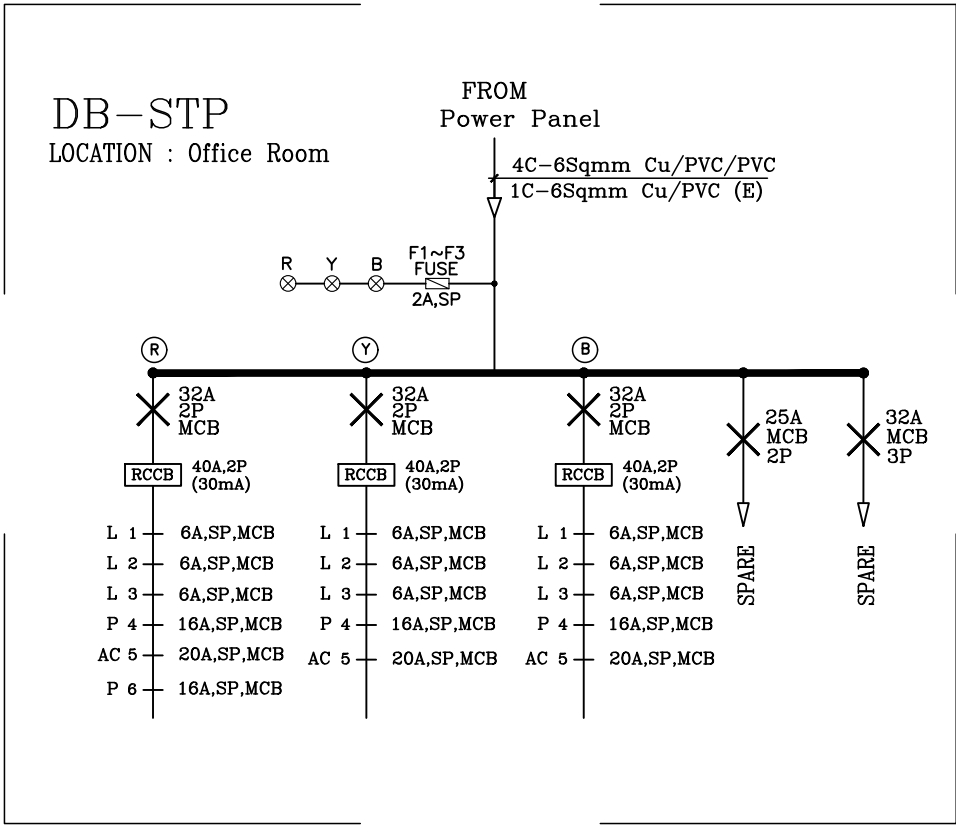 DB-STP
LOCATION : Office Room
FROM
Power Panel
4C-6Sqmm Cu/PVC/PVC
1C-6Sqmm Cu/PVC (E)
R Y B
F1~F3
FUSE
2A,SP
R
32A
2P
MCB
RCCB
40A,2P
(30mA)
L 1 6A,SP,MCB
L 2 6A,SP,MCB
L 3 6A,SP,MCB
P 4 16A,SP,MCB
AC 5 20A,SP,MCB
P 6 16A,SP,MCB
Y
32A
2P
MCB
RCCB
40A,2P
(30mA)
L 1 6A,SP,MCB
L 2 6A,SP,MCB
L 3 6A,SP,MCB
P 4 16A,SP,MCB
AC 5 20A,SP,MCB
B
32A
2P
MCB
RCCB
40A,2P
(30mA)
L 1 6A,SP,MCB
L 2 6A,SP,MCB
L 3 6A,SP,MCB
P 4 16A,SP,MCB
AC 5 20A,SP,MCB
25A
MCB
2P
SPARE
32A
MCB
3P
SPARE